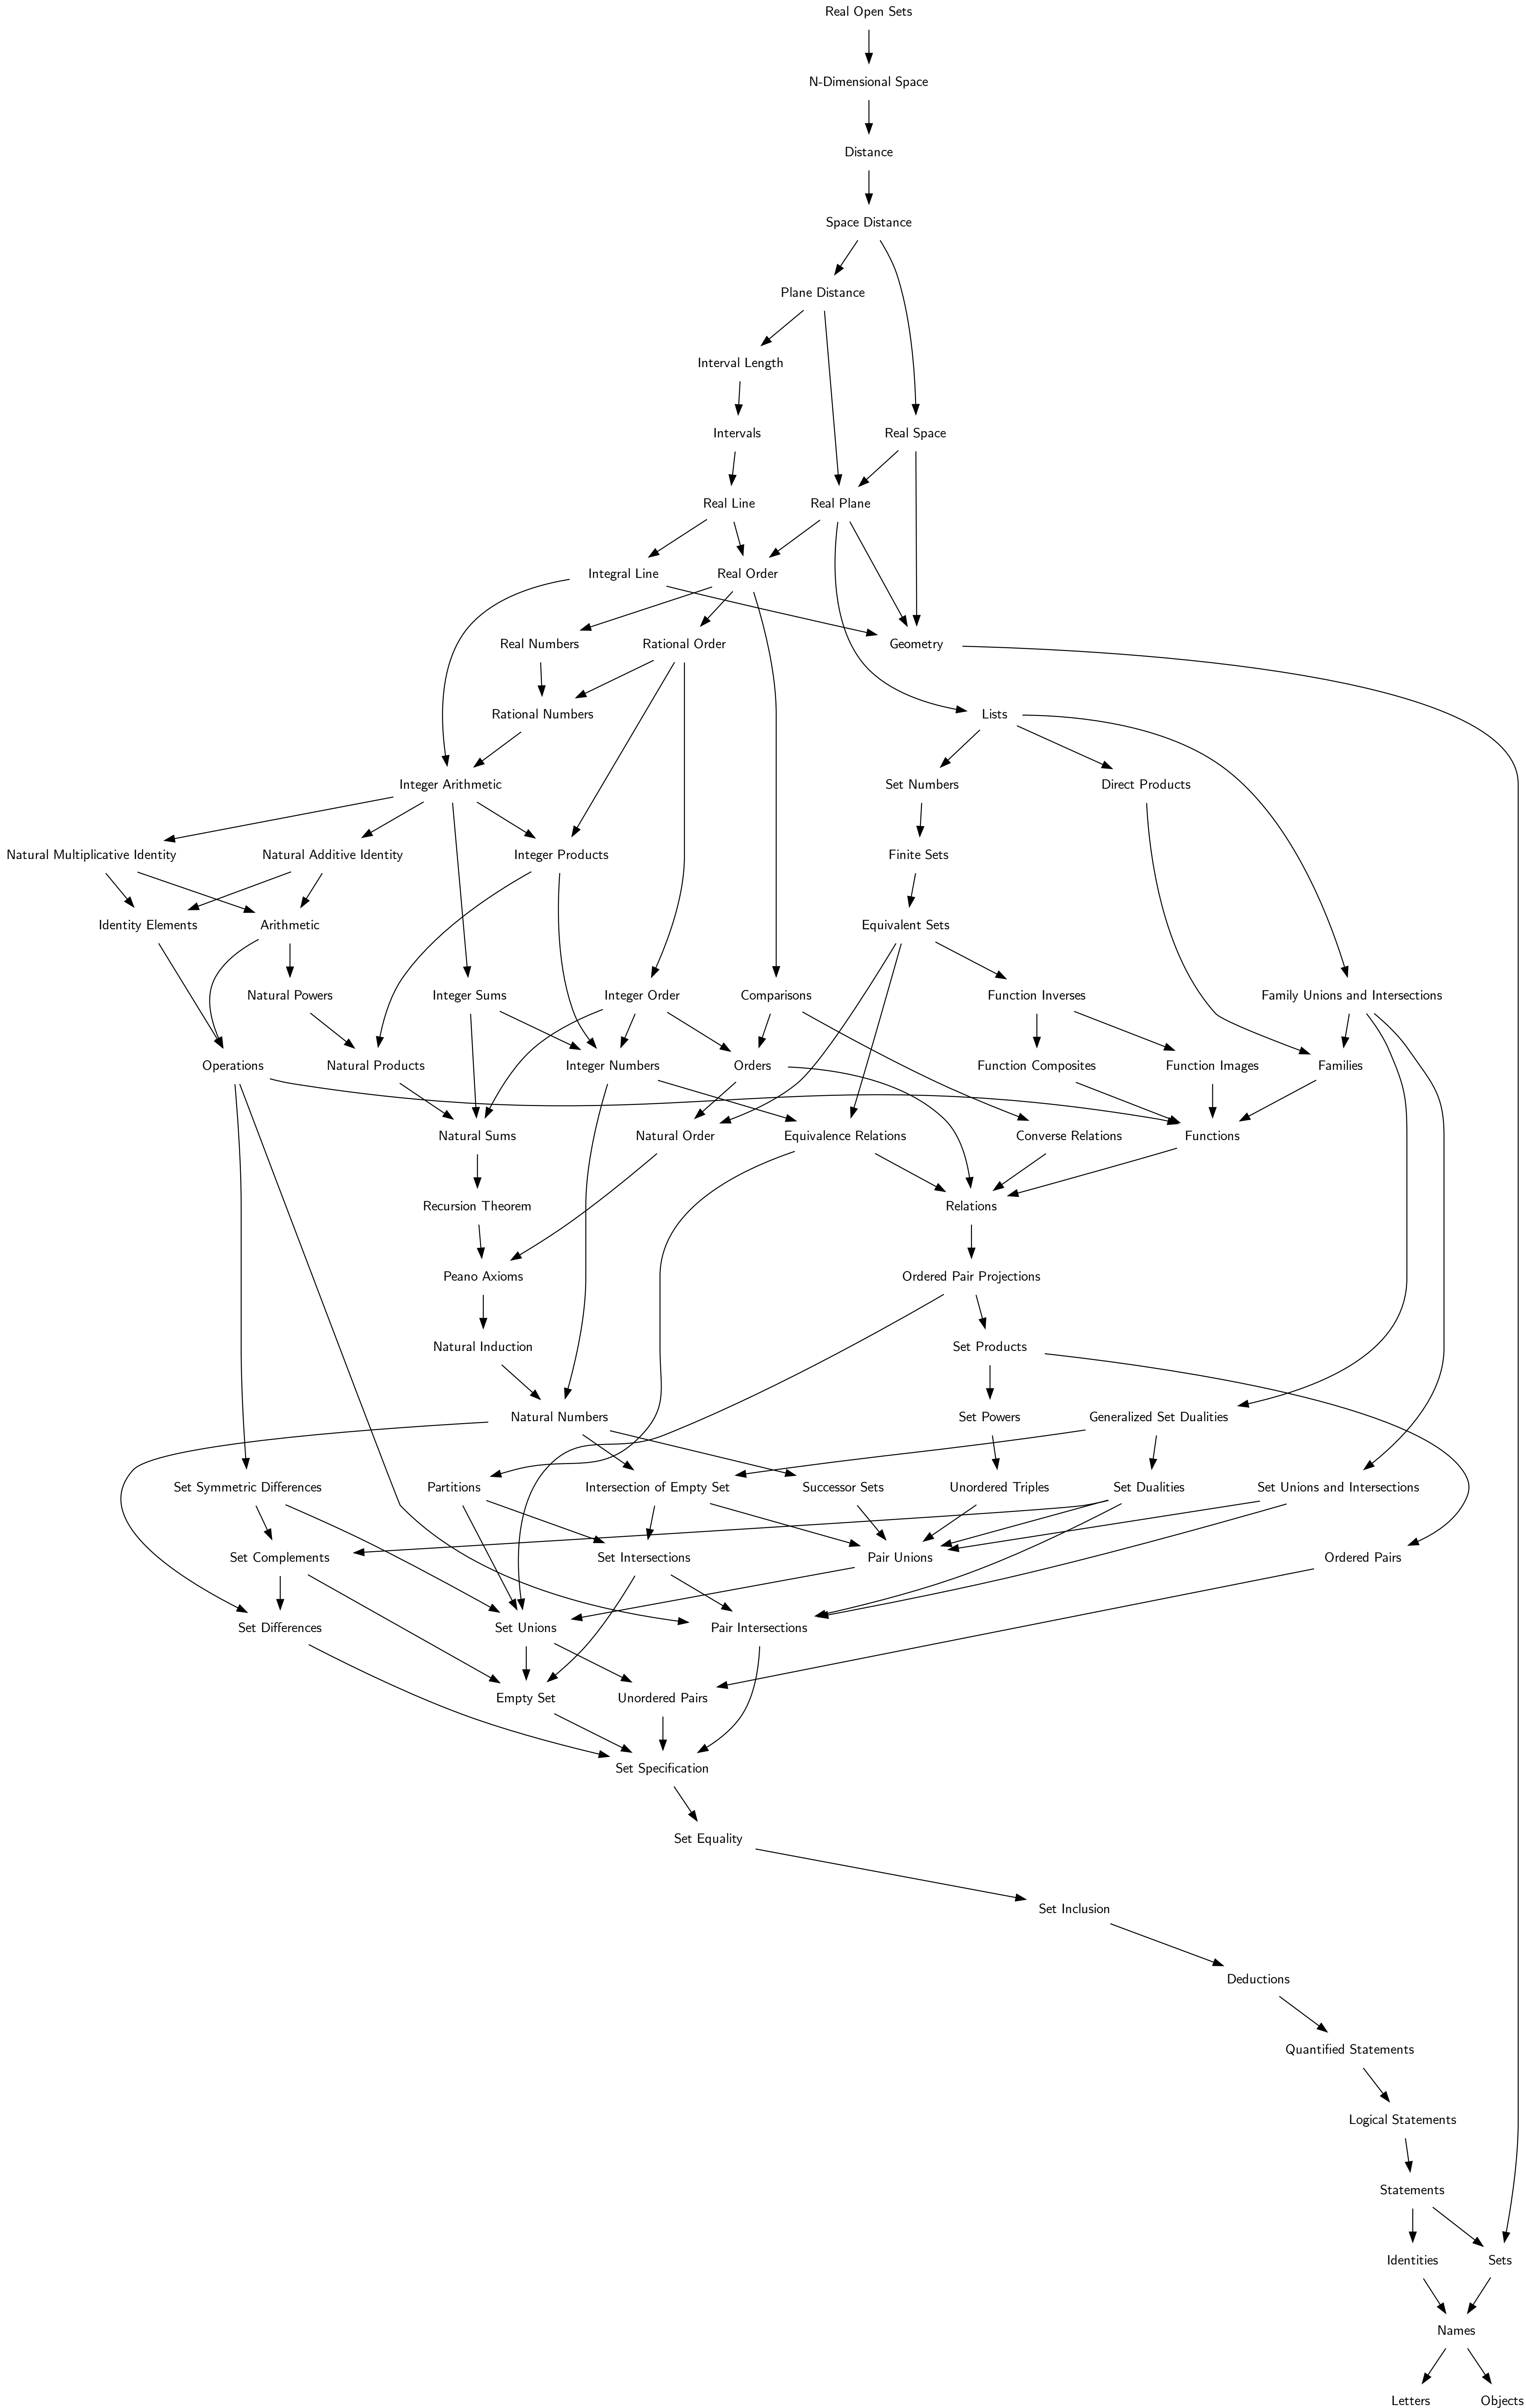 Real Open Sets
N-Dimensional Space
Distance
Space Distance
Plane Distance
Interval Length
Intervals
Real Space
Real Line
Real Plane
Integral Line
Real Order
Real Numbers
Rational Order
Geometry
Rational Numbers
Lists
Integer Arithmetic
Set Numbers
Direct Products
Natural Multiplicative Identity
Natural Additive Identity
Integer Products
Finite Sets
Identity Elements
Arithmetic
Equivalent Sets
Natural Powers
Integer Sums
Integer Order
Comparisons
Function Inverses
Family Unions and Intersections
Operations
Natural Products
Integer Numbers
Orders
Function Composites
Function Images
Families
Natural Sums
Natural Order
Equivalence Relations
Converse Relations
Functions
Recursion Theorem
Relations
Peano Axioms
Ordered Pair Projections
Natural Induction
Set Products
Natural Numbers
Set Powers
Generalized Set Dualities
Set Symmetric Differences
Partitions
Intersection of Empty Set
Successor Sets
Unordered Triples
Set Dualities
Set Unions and Intersections
Set Complements
Set Intersections
Pair Unions
Ordered Pairs
Set Differences
Set Unions
Pair Intersections
Empty Set
Unordered Pairs
Set Specification
Set Equality
Set Inclusion
Deductions
Quantified Statements
Logical Statements
Statements
Identities
Sets
Names
Letters
Objects